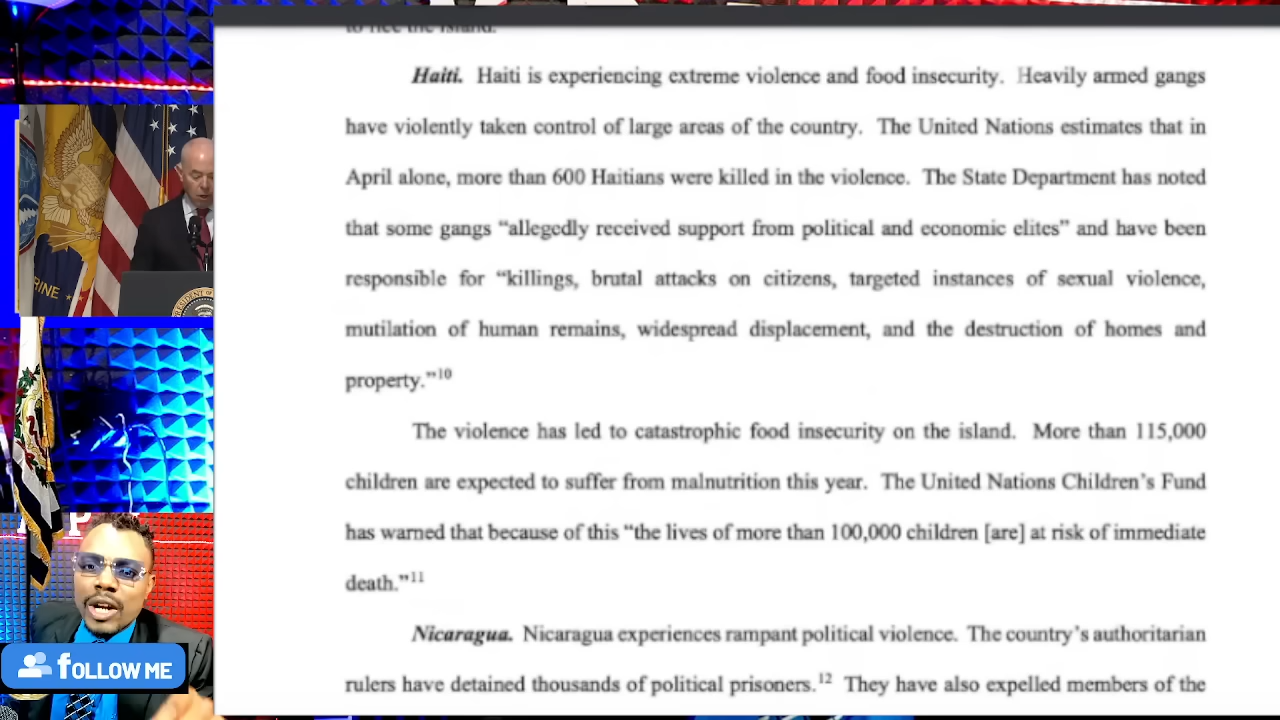 to flee the island.
Haiti. Haiti is experiencing extreme violence and food insecurity. Heavily armed gangs
have violently taken control of large areas of the country. The United Nations estimates that in
April alone, more than 600 Haitians were killed in the violence. The State Department has noted
that some gangs “allegedly received support from political and economic elites” and have been
responsible for “killings, brutal attacks on citizens, targeted instances of sexual violence,
mutilation of human remains, widespread displacement, and the destruction of homes and
property.”10
The violence has led to catastrophic food insecurity on the island. More than 115,000
children are expected to suffer from malnutrition this year. The United Nations Children’s Fund
has warned that because of this “the lives of more than 100,000 children [are] at risk of immediate
death.”11
Nicaragua. Nicaragua experiences rampant political violence. The country’s authoritarian
rulers have detained thousands of political prisoners.12 They have also expelled members of the
RINE
FOLLOW ME